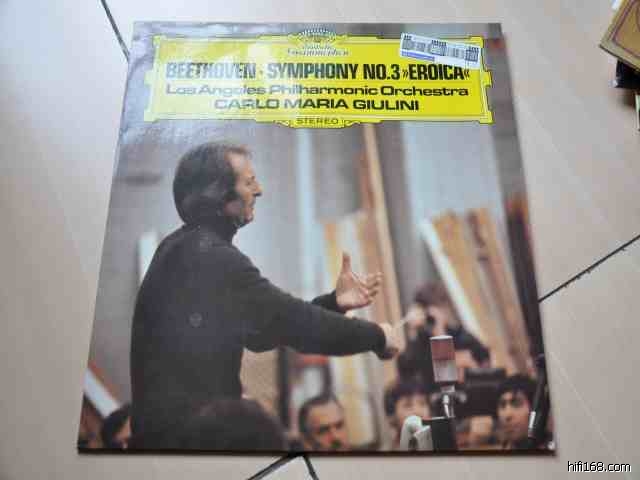 Deutsche
Grammophon
BEETHOVEN · SYMPHONY NO.3 »EROICA«
Los Angeles Philharmonic Orchestra
CARLO MARIA GIULINI
STEREO
hifi168.com